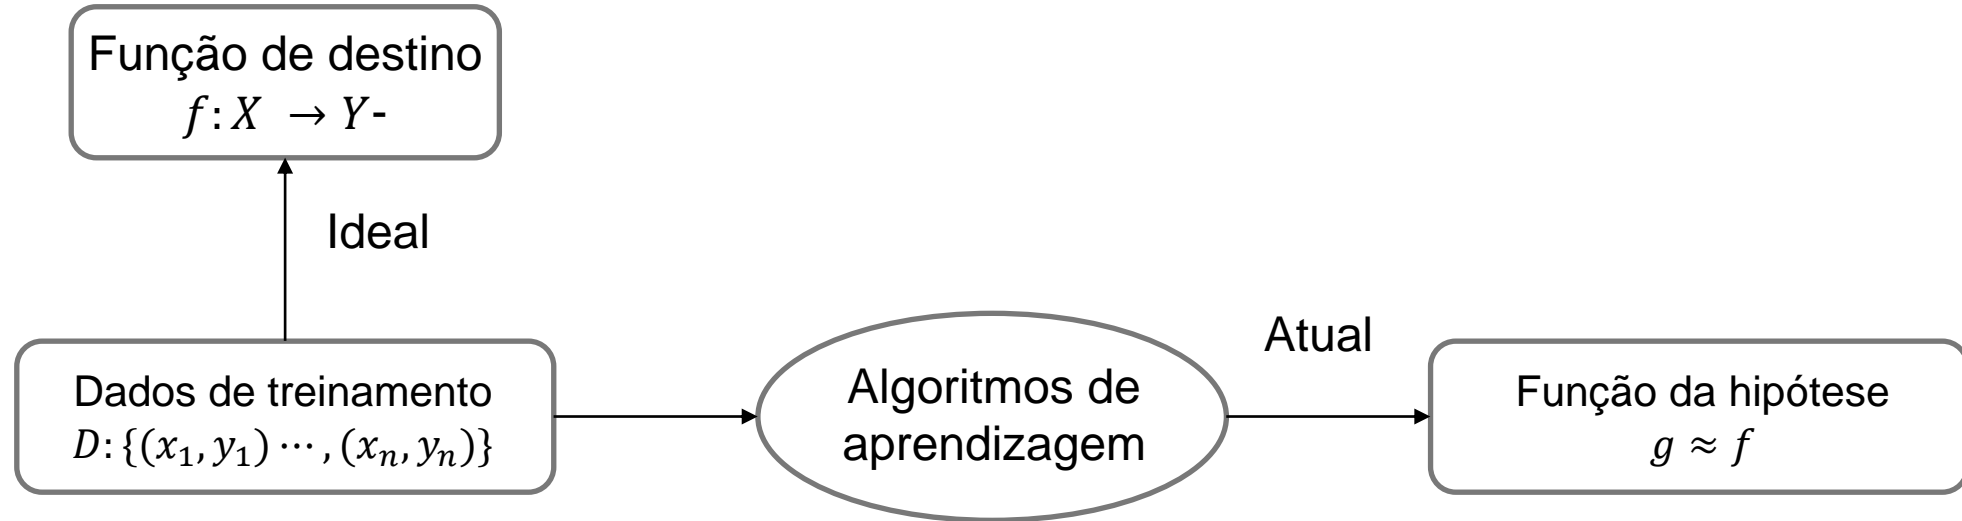 Função de destino
f: X → Y-
Ideal
Dados de treinamento
D: {(x₁, y₁) ⋯ , (xₙ, yₙ)}
Algoritmos de
aprendizagem
Atual
Função da hipótese
g ≈ f